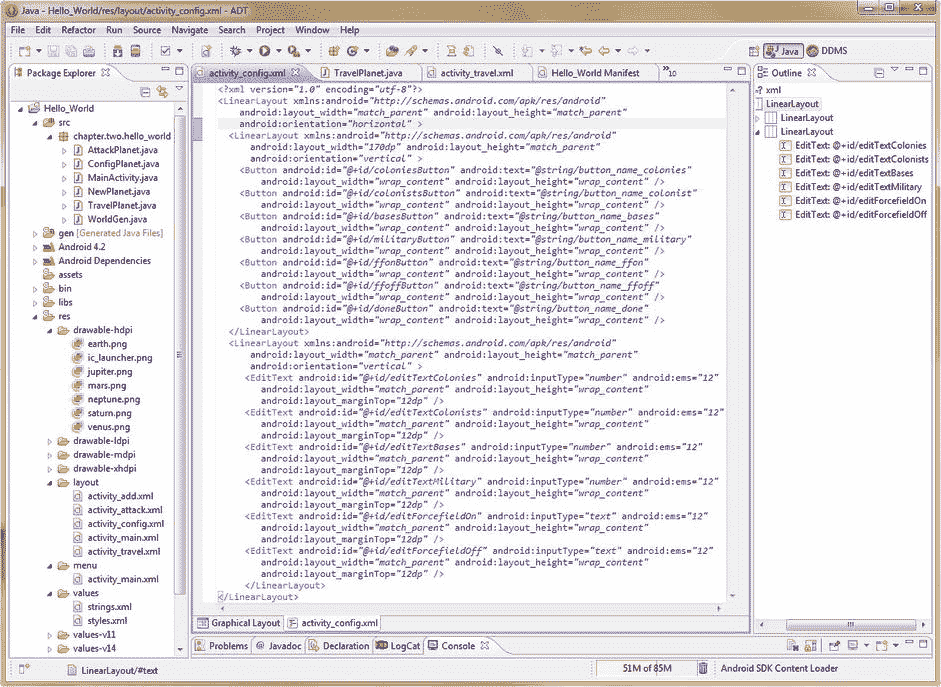 Java - Hello_World/res/layout/activity_config.xml - ADT
File Edit Refactor Run Source Navigate Search Project Window Help
Java DDMS
Package Explorer
Hello_World
src
chapter.two.hello_world
AttackPlanet.java
ConfigPlanet.java
MainActivity.java
NewPlanet.java
TravelPlanet.java
WorldGen.java
gen [Generated Java Files]
Android 4.2
Android Dependencies
assets
bin
libs
res
drawable-hdpi
earth.png
ic_launcher.png
jupiter.png
mars.png
neptune.png
saturn.png
venus.png
drawable-ldpi
drawable-mdpi
drawable-xhdpi
layout
activity_add.xml
activity_attack.xml
activity_config.xml
activity_main.xml
activity_travel.xml
menu
activity_main.xml
values
strings.xml
styles.xml
values-v11
values-v14
activity_config.xml TravelPlanet.java activity_travel.xml Hello_World Manifest »10
<?xml version="1.0" encoding="utf-8"?>
<LinearLayout xmlns:android="http://schemas.android.com/apk/res/android"
android:layout_width="match_parent" android:layout_height="match_parent"
android:orientation="horizontal" >
<LinearLayout xmlns:android="http://schemas.android.com/apk/res/android"
android:layout_width="170dp" android:layout_height="match_parent"
android:orientation="vertical" >
<Button android:id="@+id/coloniesButton" android:text="@string/button_name_colonies"
android:layout_width="wrap_content" android:layout_height="wrap_content" />
<Button android:id="@+id/colonistsButton" android:text="@string/button_name_colonist"
android:layout_width="wrap_content" android:layout_height="wrap_content" />
<Button android:id="@+id/basesButton" android:text="@string/button_name_bases"
android:layout_width="wrap_content" android:layout_height="wrap_content" />
<Button android:id="@+id/militaryButton" android:text="@string/button_name_military"
android:layout_width="wrap_content" android:layout_height="wrap_content" />
<Button android:id="@+id/ffonButton" android:text="@string/button_name_ffon"
android:layout_width="wrap_content" android:layout_height="wrap_content" />
<Button android:id="@+id/ffoffButton" android:text="@string/button_name_ffoff"
android:layout_width="wrap_content" android:layout_height="wrap_content" />
<Button android:id="@+id/doneButton" android:text="@string/button_name_done"
android:layout_width="wrap_content" android:layout_height="wrap_content" />
</LinearLayout>
<LinearLayout xmlns:android="http://schemas.android.com/apk/res/android"
android:layout_width="match_parent" android:layout_height="match_parent"
android:orientation="vertical" >
<EditText android:id="@+id/editTextColonies" android:inputType="number" android:ems="12"
android:layout_width="match_parent" android:layout_height="wrap_content"
android:layout_marginTop="12dp" />
<EditText android:id="@+id/editTextColonists" android:inputType="number" android:ems="12"
android:layout_width="match_parent" android:layout_height="wrap_content"
android:layout_marginTop="12dp" />
<EditText android:id="@+id/editTextBases" android:inputType="number" android:ems="12"
android:layout_width="match_parent" android:layout_height="wrap_content"
android:layout_marginTop="12dp" />
<EditText android:id="@+id/editTextMilitary" android:inputType="number" android:ems="12"
android:layout_width="match_parent" android:layout_height="wrap_content"
android:layout_marginTop="12dp" />
<EditText android:id="@+id/editForcefieldOn" android:inputType="text" android:ems="12"
android:layout_width="match_parent" android:layout_height="wrap_content"
android:layout_marginTop="12dp" />
<EditText android:id="@+id/editForcefieldOff" android:inputType="text" android:ems="12"
android:layout_width="match_parent" android:layout_height="wrap_content"
android:layout_marginTop="12dp" />
</LinearLayout>
</LinearLayout>
Graphical Layout activity_config.xml
Outline
? xml
LinearLayout
LinearLayout
LinearLayout
EditText: @+id/editTextColonies
EditText: @+id/editTextColonists
EditText: @+id/editTextBases
EditText: @+id/editTextMilitary
EditText: @+id/editForcefieldOn
EditText: @+id/editForcefieldOff
Problems @ Javadoc Declaration LogCat Console
LinearLayout/#text
51M of 85M
Android SDK Content Loader